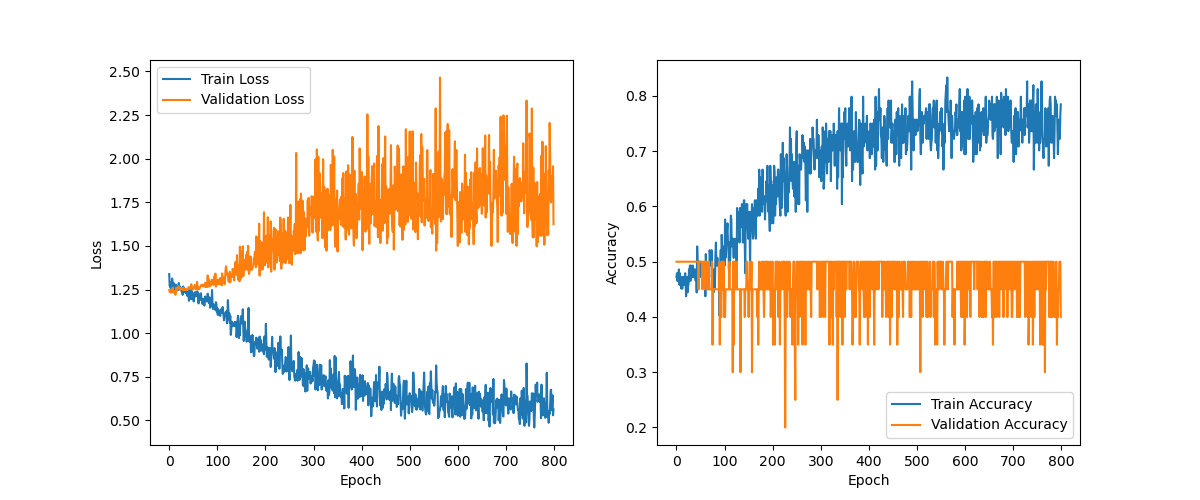 2.50
2.25
2.00
1.75
1.50
1.25
1.00
0.75
0.50
Loss
Train Loss
Validation Loss
0 100 200 300 400 500 600 700 800
Epoch
0.8
0.7
0.6
0.5
0.4
0.3
0.2
Accuracy
Train Accuracy
Validation Accuracy
0 100 200 300 400 500 600 700 800
Epoch